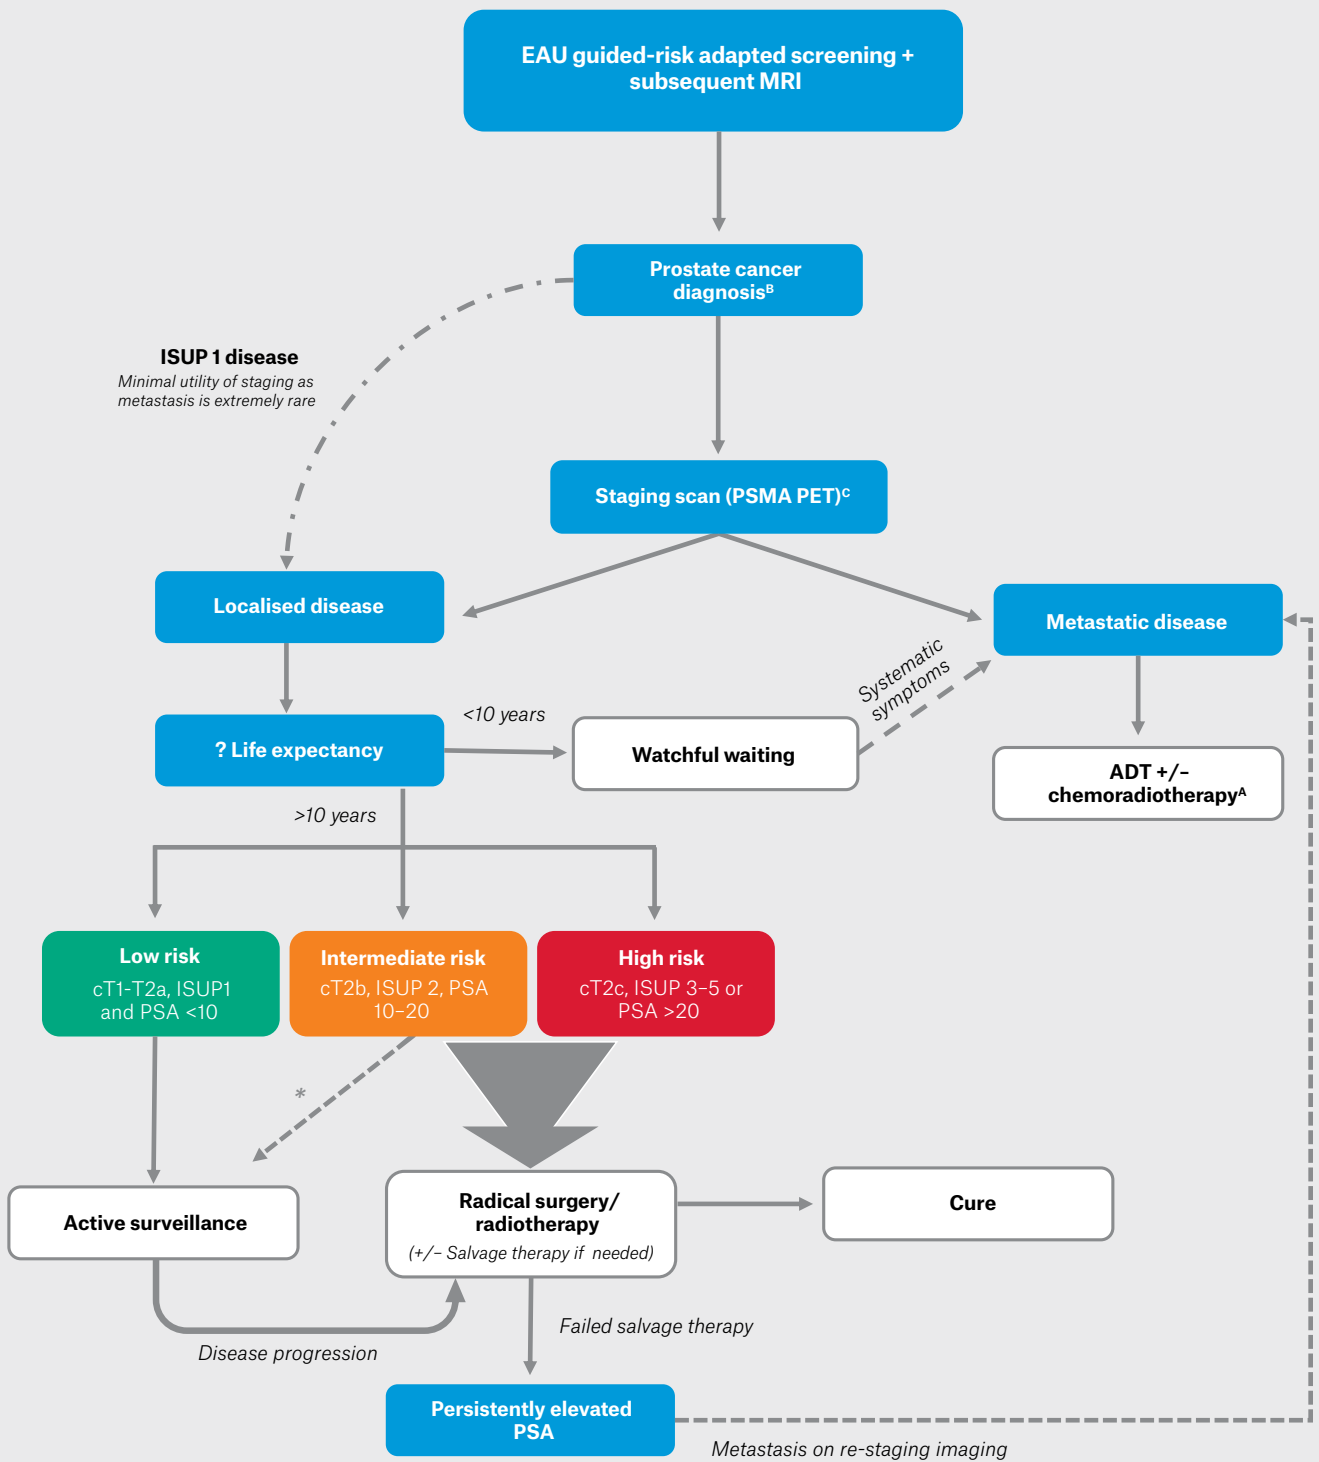 EAU guided-risk adapted screening +
subsequent MRI
Prostate cancer
diagnosisᴮ
ISUP 1 disease
Minimal utility of staging as
metastasis is extremely rare
Staging scan (PSMA PET)ᶜ
Localised disease
Metastatic disease
Systematic
symptoms
<10 years
? Life expectancy
Watchful waiting
ADT +/–
chemoradiotherapyᴬ
>10 years
Low risk
cT1-T2a, ISUP1
and PSA <10
Intermediate risk
cT2b, ISUP 2, PSA
10–20
High risk
cT2c, ISUP 3–5 or
PSA >20
*
Active surveillance
Radical surgery/
radiotherapy
(+/– Salvage therapy if needed)
Cure
Failed salvage therapy
Disease progression
Persistently elevated
PSA
Metastasis on re-staging imaging